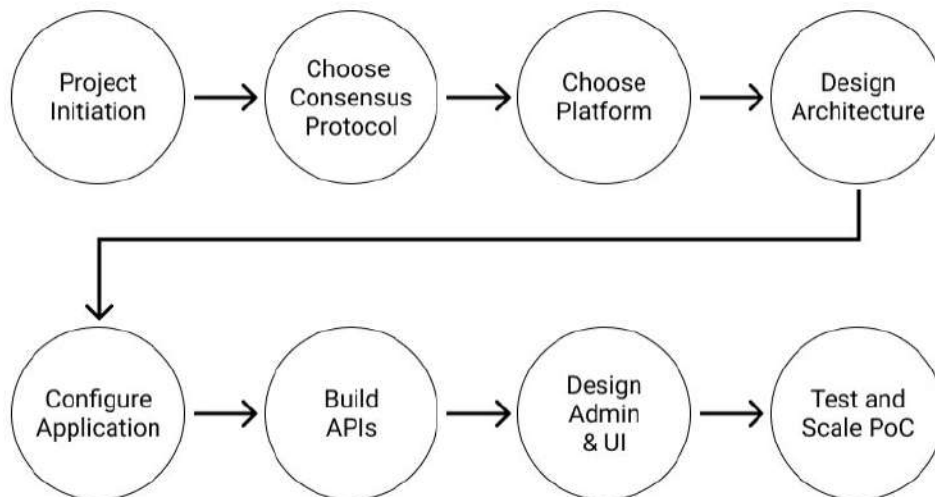 Project
Initiation
Choose
Consensus
Protocol
Choose
Platform
Design
Architecture
Configure
Application
Build
APIs
Design
Admin
& UI
Test and
Scale PoC